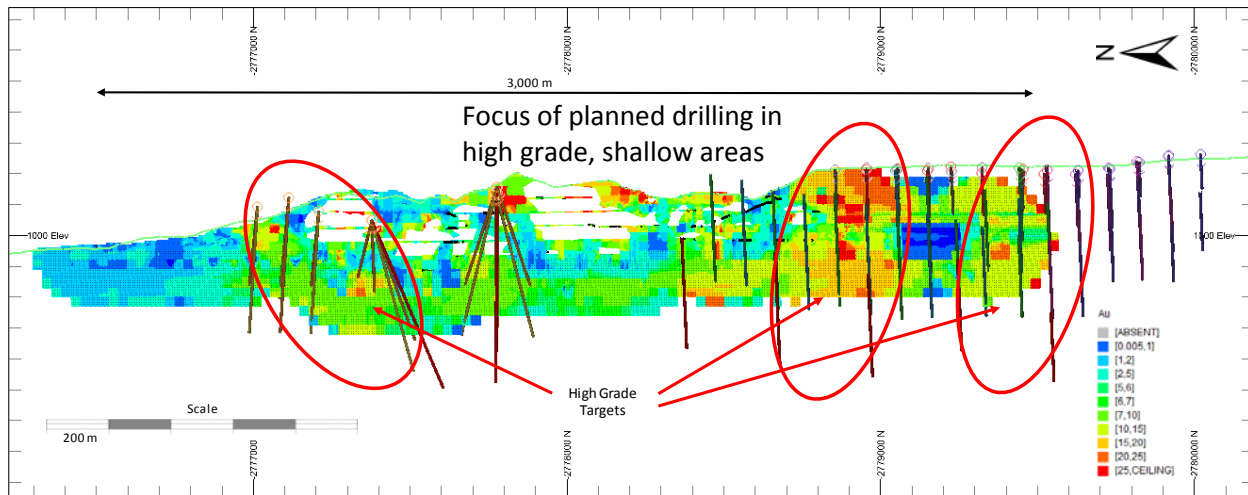 -2777000 N
-2778000 N
-2779000 N
-2780000 N
N
3,000 m
Focus of planned drilling in
high grade, shallow areas
1000 Elev
1000 Elev
High Grade
Targets
Scale
200 m
Au
[ABSENT]
[0.005,1]
[1,2]
[2,5]
[5,6]
[6,7]
[7,10]
[10,15]
[15,20]
[20,25]
[25,CEILING]
-2777000 N
-2778000 N
-2779000 N
-2780000 N